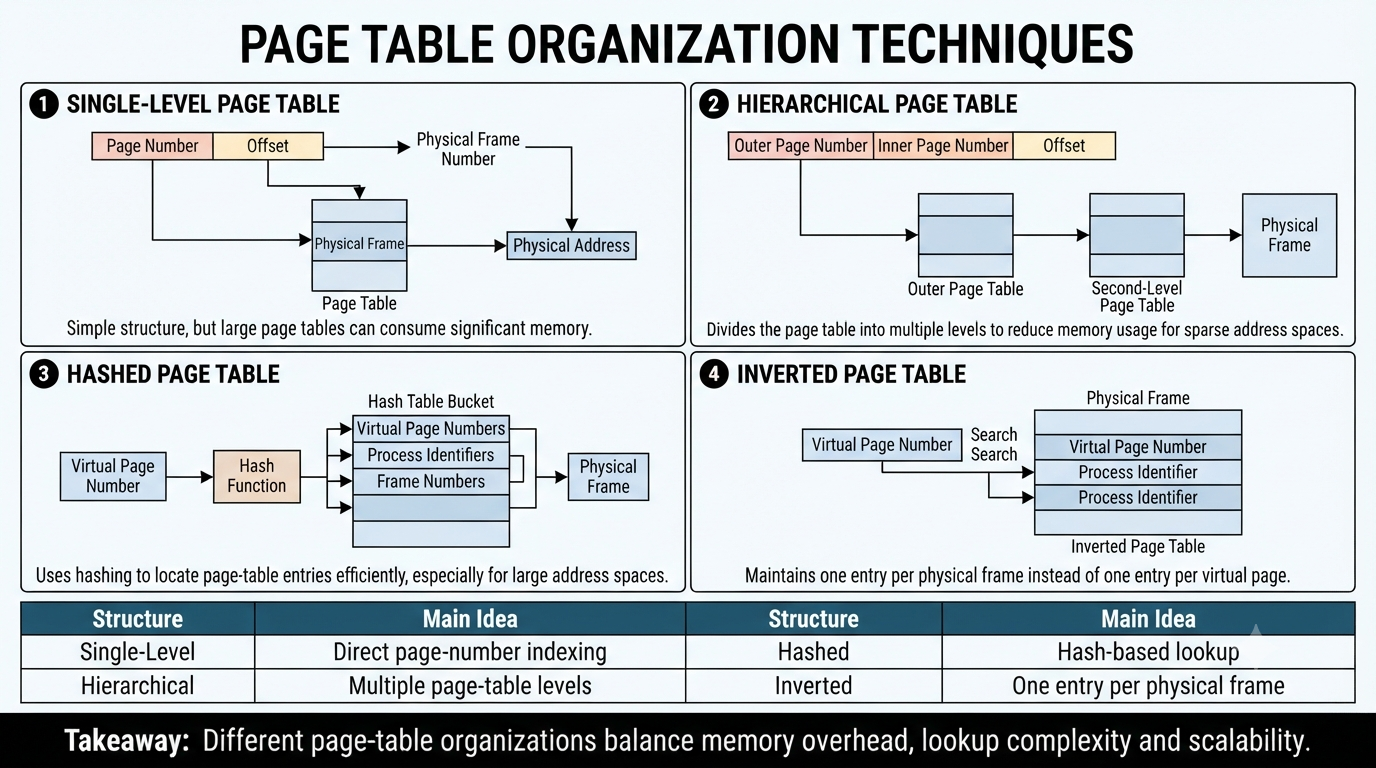 PAGE TABLE ORGANIZATION TECHNIQUES
1 SINGLE-LEVEL PAGE TABLE
Page Number
Offset
Physical Frame
Number
Physical Frame
Physical Address
Page Table
Simple structure, but large page tables can consume significant memory.
2 HIERARCHICAL PAGE TABLE
Outer Page Number
Inner Page Number
Offset
Physical
Frame
Outer Page Table
Second-Level
Page Table
Divides the page table into multiple levels to reduce memory usage for sparse address spaces.
3 HASHED PAGE TABLE
Hash Table Bucket
Virtual Page
Number
Hash
Function
Virtual Page Numbers
Process Identifiers
Frame Numbers
Physical
Frame
Uses hashing to locate page-table entries efficiently, especially for large address spaces.
4 INVERTED PAGE TABLE
Physical Frame
Virtual Page Number
Search
Search
Virtual Page Number
Process Identifier
Process Identifier
Inverted Page Table
Maintains one entry per physical frame instead of one entry per virtual page.
Structure Main Idea Structure Main Idea
Single-Level Direct page-number indexing Hashed Hash-based lookup
Hierarchical Multiple page-table levels Inverted One entry per physical frame
Takeaway: Different page-table organizations balance memory overhead, lookup complexity and scalability.